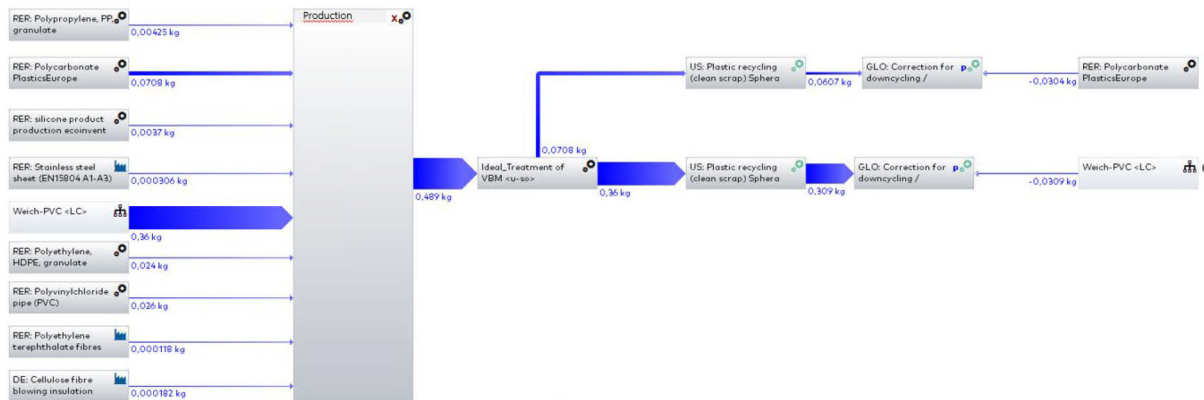 RER: Polypropylene, PP,
granulate
0,00425 kg
RER: Polycarbonate
PlasticsEurope
0,0708 kg
RER: silicone product
production ecoinvent
0,0037 kg
RER: Stainless steel
sheet (EN15804 A1-A3)
0,000306 kg
Weich-PVC <LC>
0,36 kg
RER: Polyethylene,
HDPE, granulate
0,024 kg
RER: Polyvinylchloride
pipe (PVC)
0,026 kg
RER: Polyethylene
terephthalate fibres
0,000118 kg
DE: Cellulose fibre
blowing insulation
0,000182 kg
Production
X
0,489 kg
Ideal_Treatment of
VBM <u-so>
0,0708 kg
US: Plastic recycling
(clean scrap) Sphera
0,0607 kg
GLO: Correction for
downcycling /
P
-0,0304 kg
RER: Polycarbonate
PlasticsEurope
0,36 kg
US: Plastic recycling
(clean scrap) Sphera
0,309 kg
GLO: Correction for
downcycling /
P
-0,0309 kg
Weich-PVC <LC>